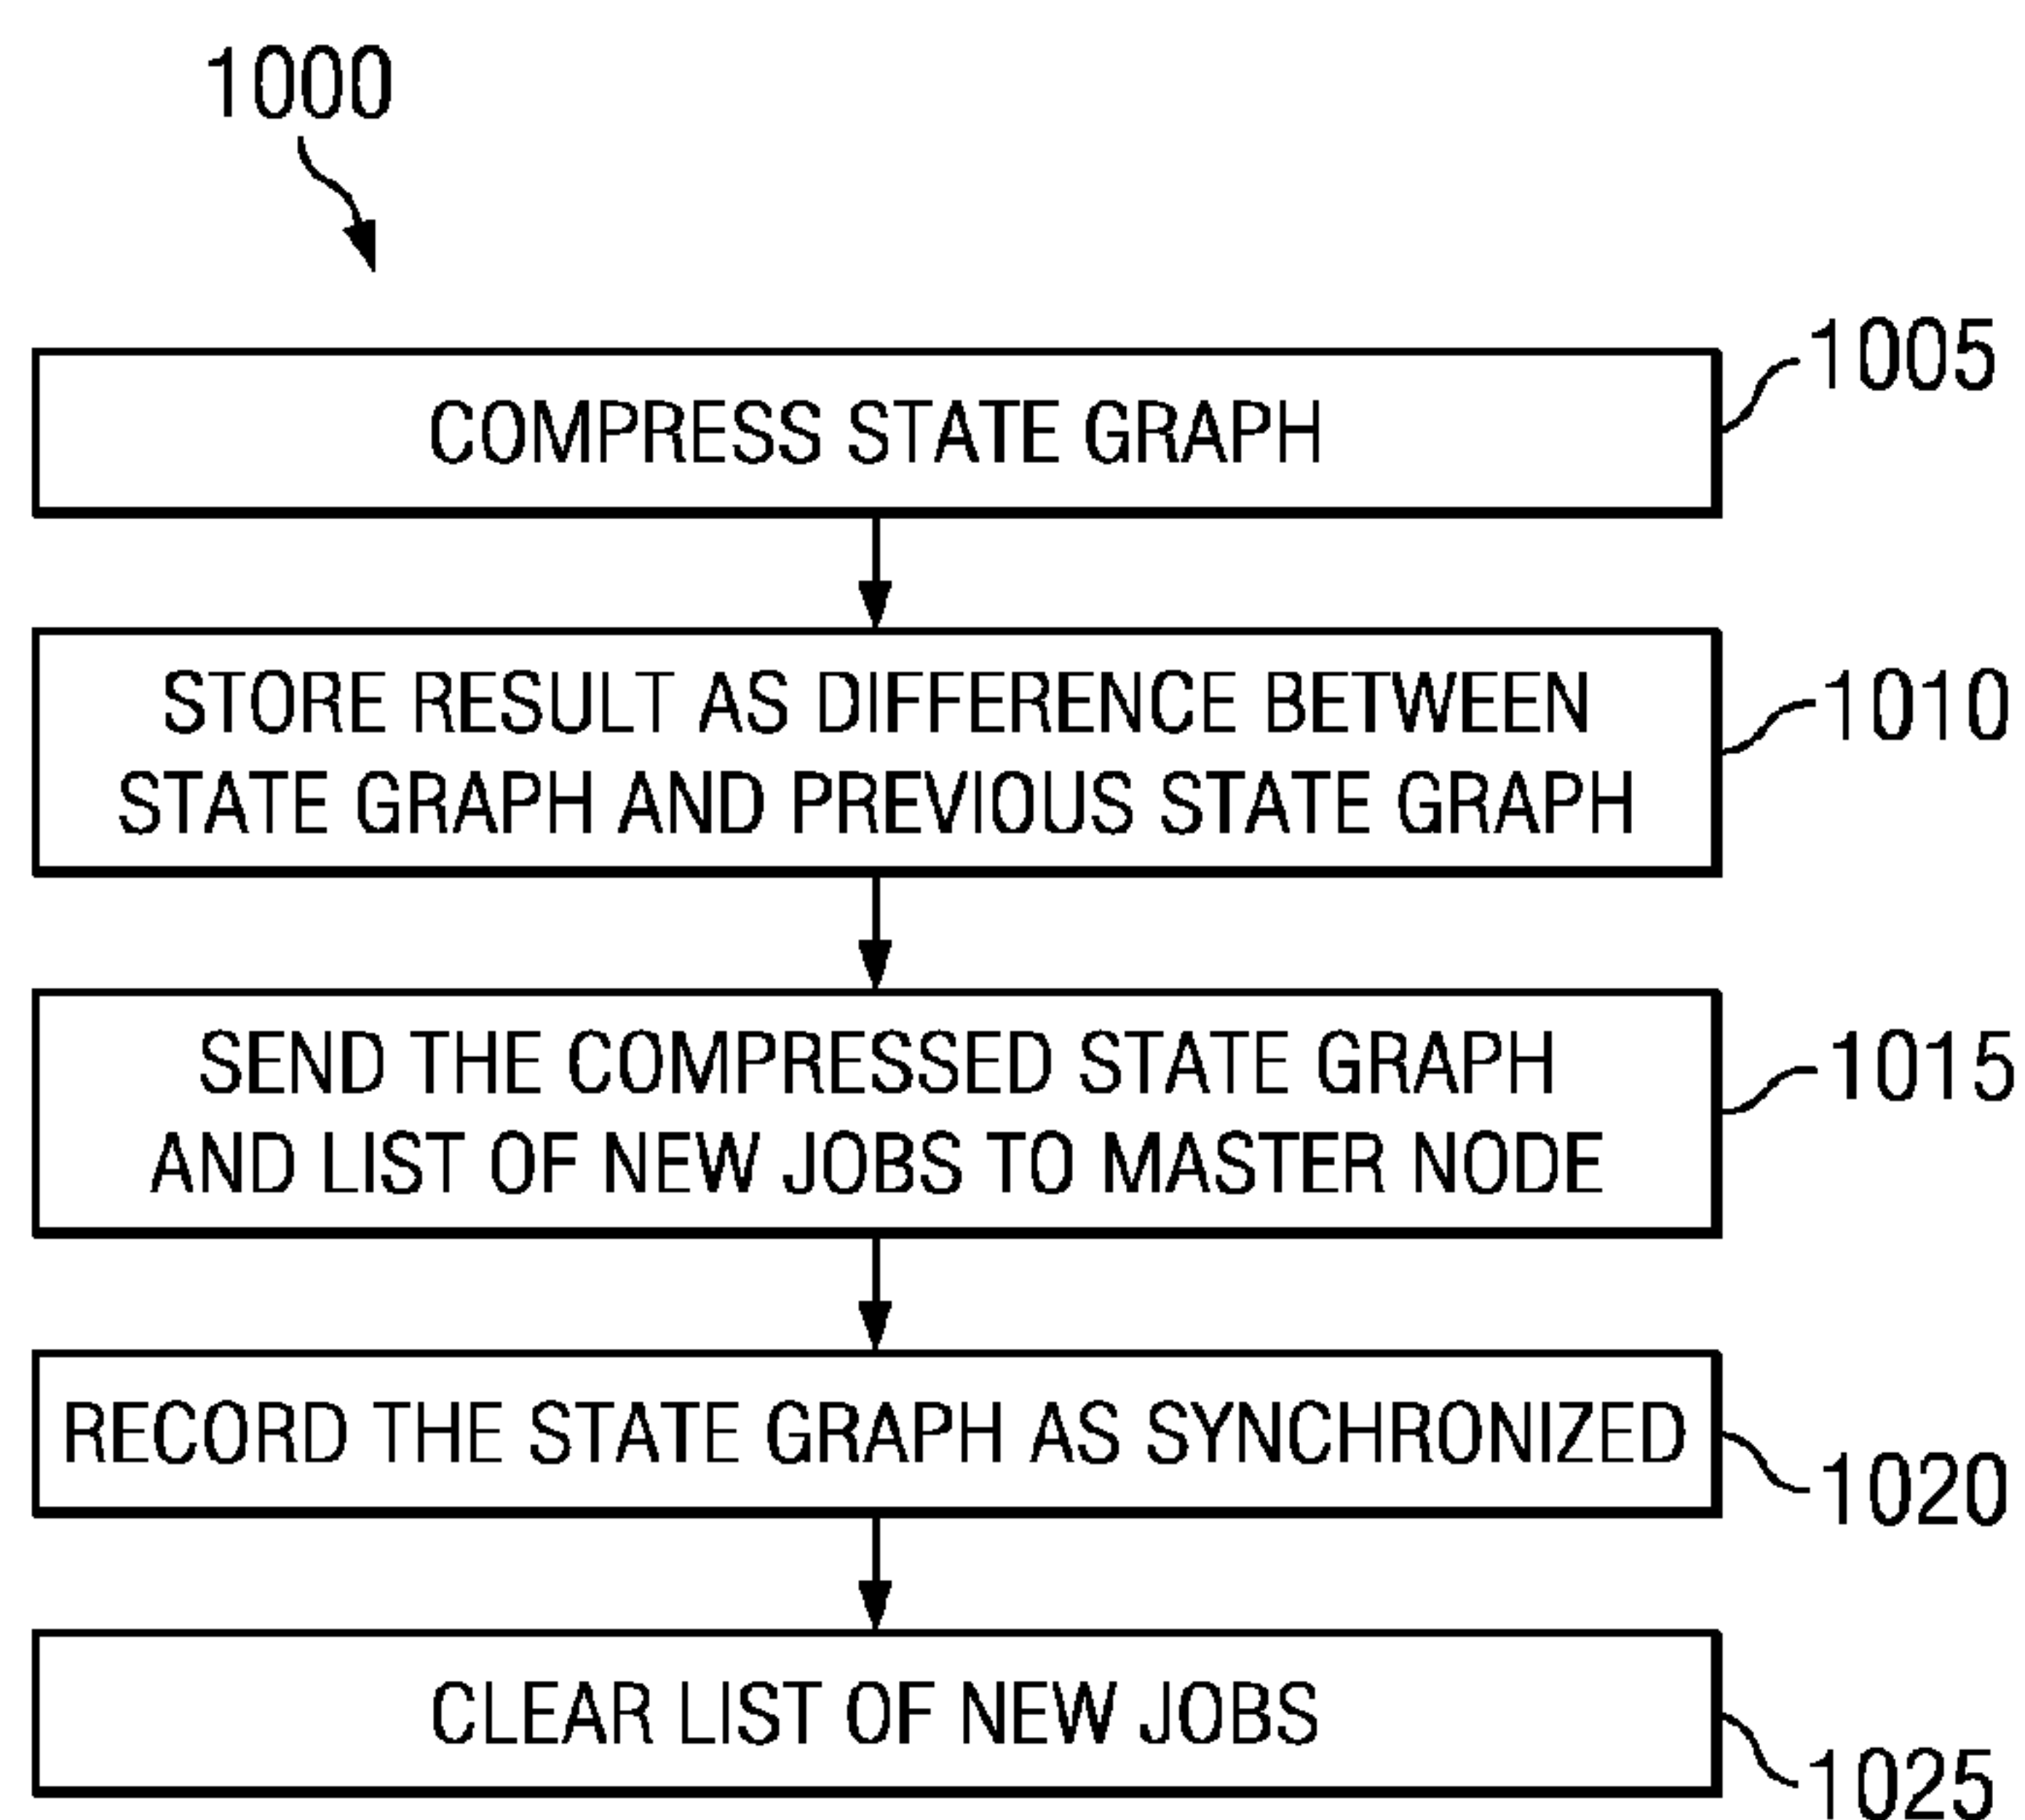 1000
COMPRESS STATE GRAPH
1005
STORE RESULT AS DIFFERENCE BETWEEN
STATE GRAPH AND PREVIOUS STATE GRAPH
1010
SEND THE COMPRESSED STATE GRAPH
AND LIST OF NEW JOBS TO MASTER NODE
1015
RECORD THE STATE GRAPH AS SYNCHRONIZED
1020
CLEAR LIST OF NEW JOBS
1025